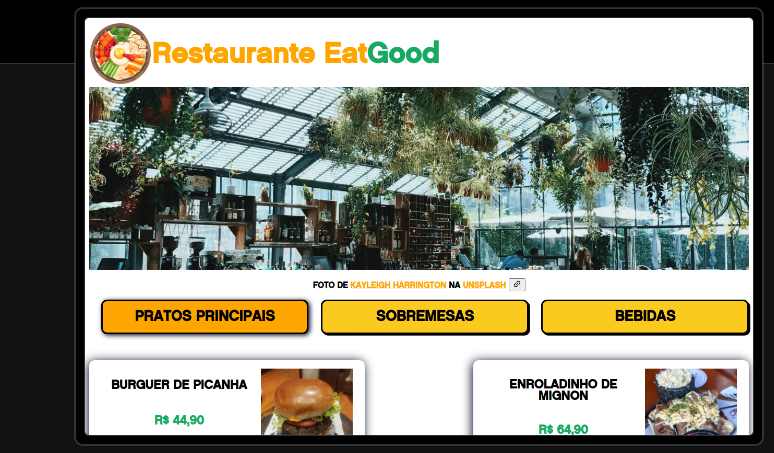 Restaurante EatGood
FOTO DE KAYLEIGH HARRINGTON NA UNSPLASH
PRATOS PRINCIPAIS
SOBREMESAS
BEBIDAS
BURGUER DE PICANHA
R$ 44,90
ENROLADINHO DE
MIGNON
R$ 64,90